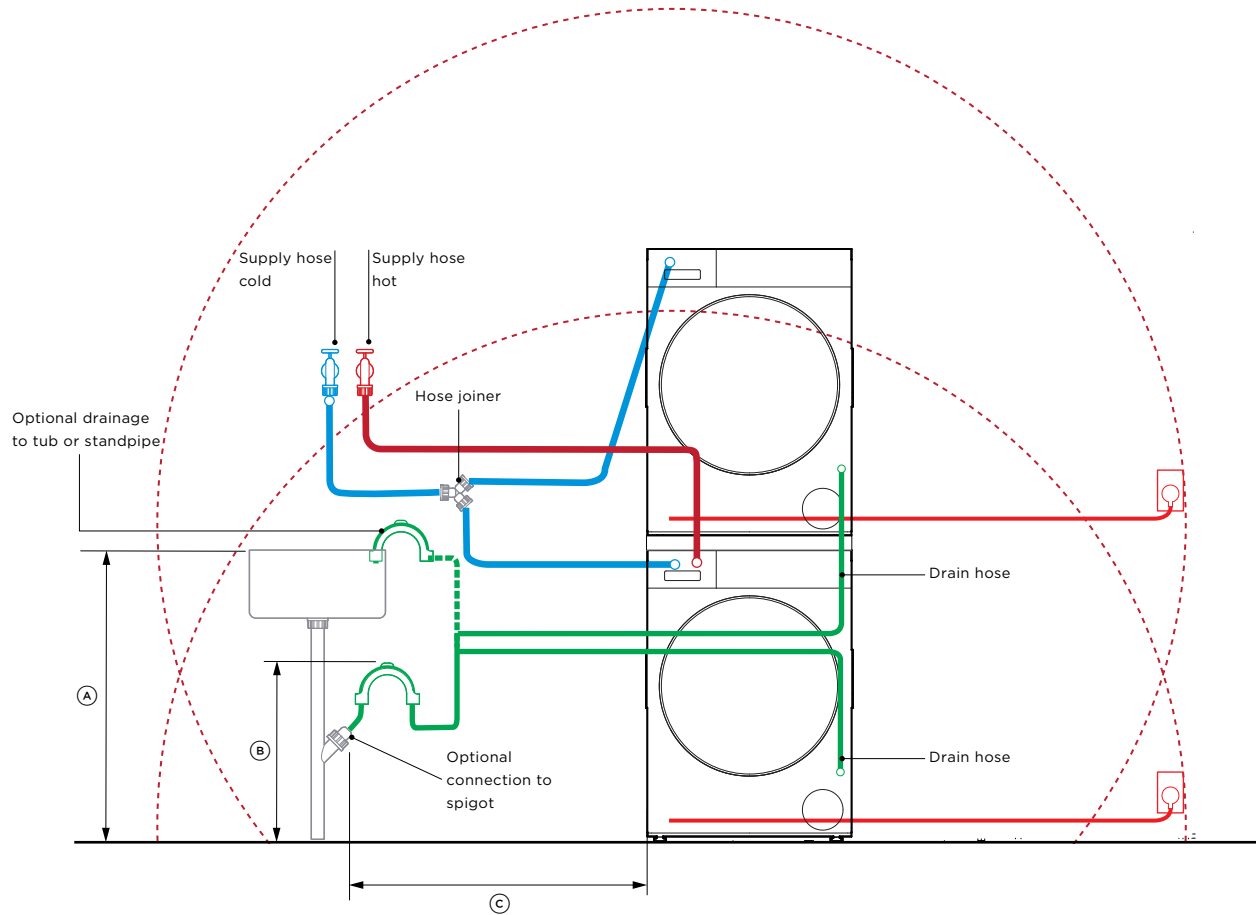 Supply hose
cold
Supply hose
hot
Hose joiner
Optional drainage
to tub or standpipe
Drain hose
A
B
Optional
connection to
spigot
Drain hose
C